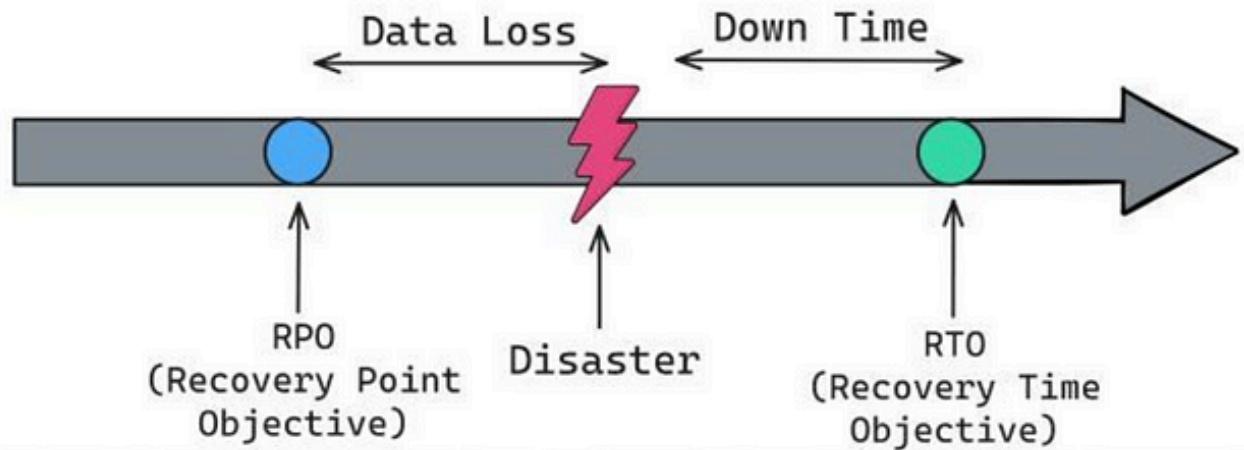 Data Loss
Down Time
RPO
(Recovery Point
Objective)
Disaster
RTO
(Recovery Time
Objective)